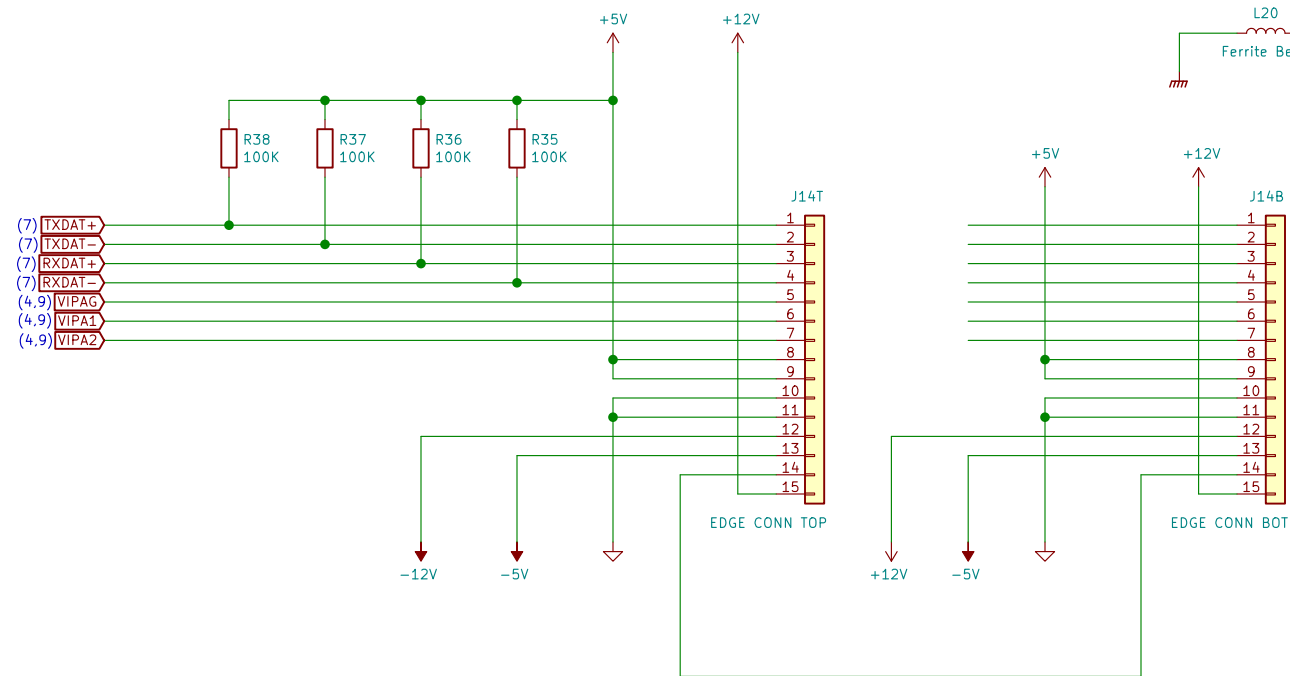 L20
+5V
+12V
Ferrite Be
R38
100K
R37
100K
R36
100K
R35
100K
+5V
+12V
J14T
J14B
(7) TXDAT+
(7) TXDAT−
(7) RXDAT+
(7) RXDAT−
(4,9) VIPAG
(4,9) VIPA1
(4,9) VIPA2
1
2
3
4
5
6
7
8
9
10
11
12
13
14
15
1
2
3
4
5
6
7
8
9
10
11
12
13
14
15
EDGE CONN TOP
EDGE CONN BOT
−12V
−5V
+12V
−5V